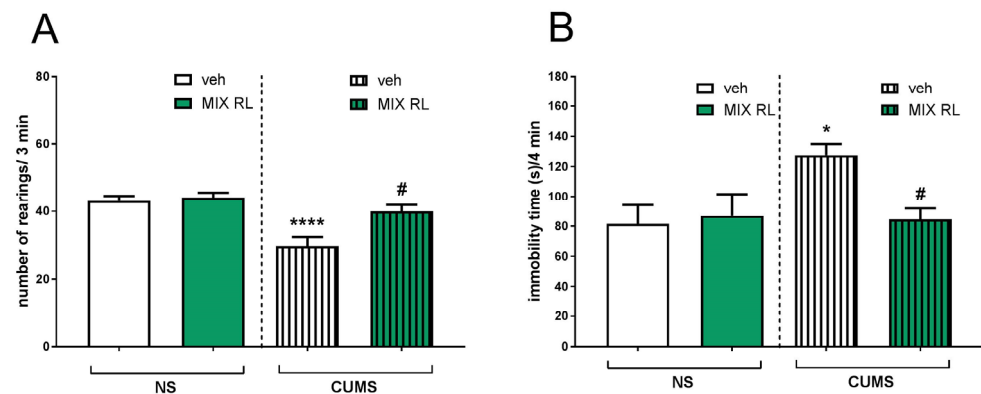 A
number of rearings/ 3 min
80
60
40
20
0
veh
MIX RL
veh
MIX RL
****
#
NS
CUMS
B
immobility time (s)/4 min
180
160
140
120
100
80
60
40
20
0
veh
MIX RL
veh
MIX RL
*
#
NS
CUMS